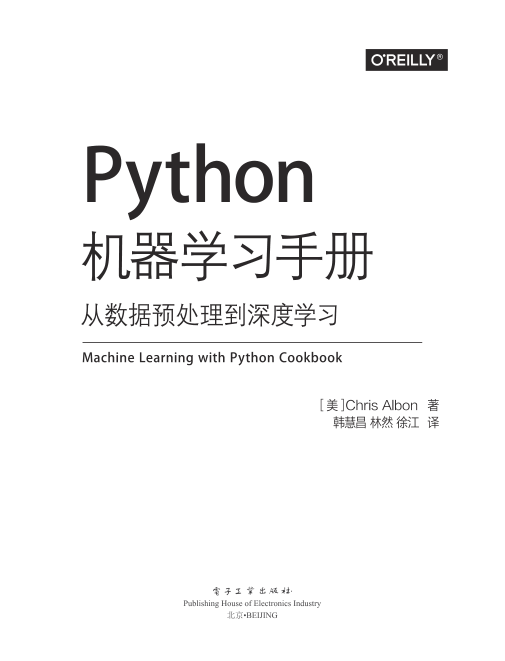 O'REILLY®
Python
机器学习手册
从数据预处理到深度学习
Machine Learning with Python Cookbook
[美]Chris Albon 著
韩慧昌 林然 徐江 译
电子工业出版社
Publishing House of Electronics Industry
北京•BEIJING